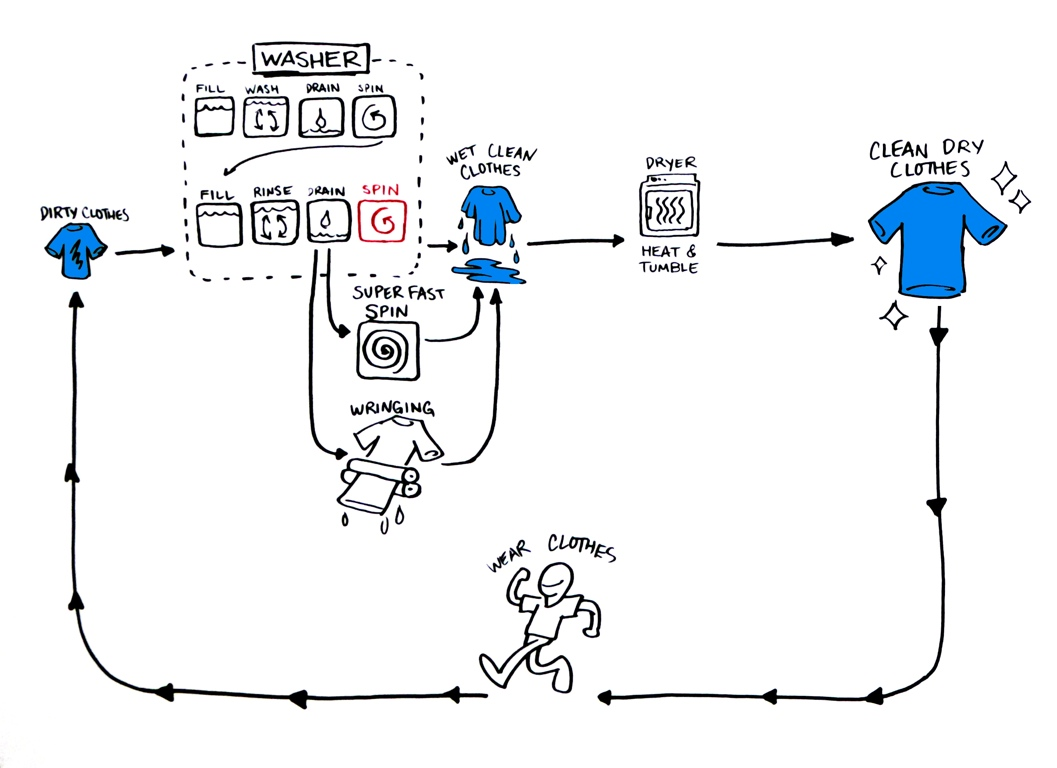 WASHER
FILL
WASH
DRAIN
SPIN
FILL
RINSE
DRAIN
SPIN
DIRTY CLOTHES
WET CLEAN
CLOTHES
DRYER
HEAT &
TUMBLE
CLEAN DRY
CLOTHES
SUPER FAST
SPIN
WRINGING
WEAR CLOTHES